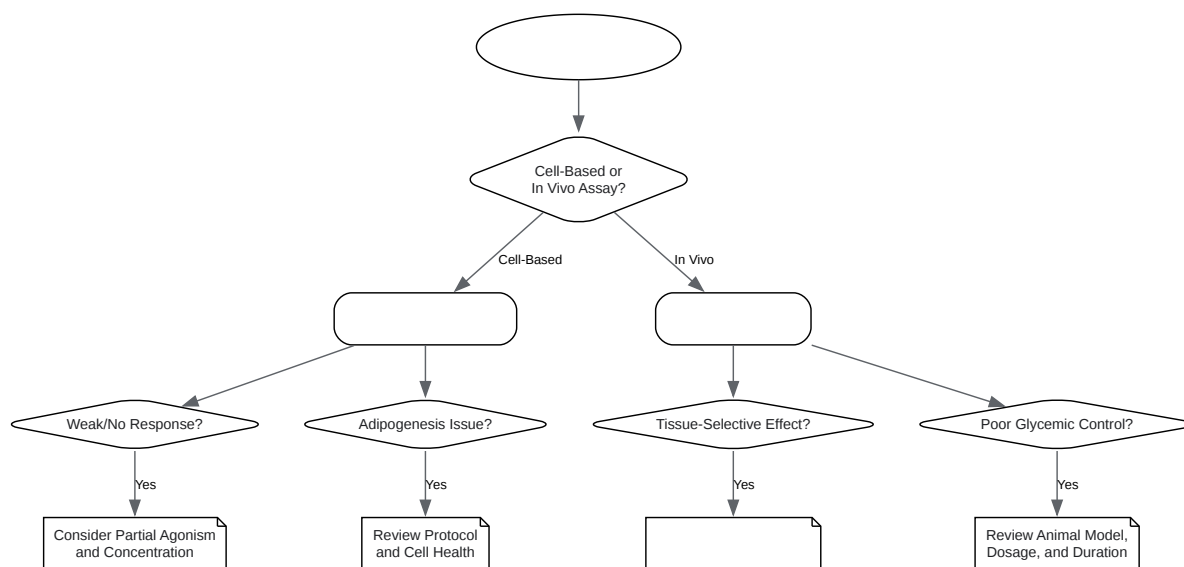 Cell-Based or
In Vivo Assay?
Cell-Based
In Vivo
Weak/No Response?
Adipogenesis Issue?
Tissue-Selective Effect?
Poor Glycemic Control?
Yes
Yes
Yes
Yes
Consider Partial Agonism
and Concentration
Review Protocol
and Cell Health
Review Animal Model,
Dosage, and Duration